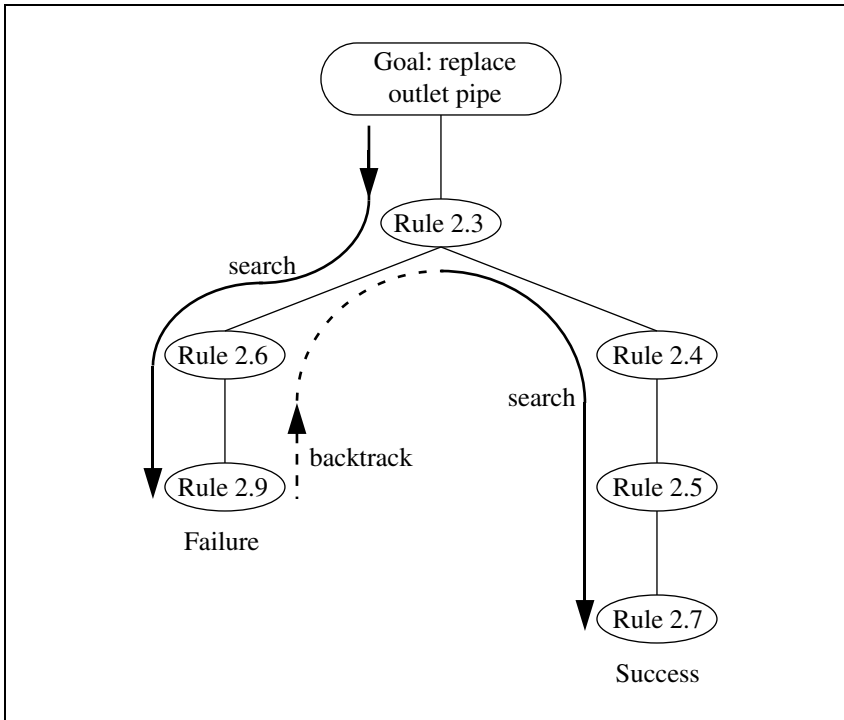 Goal: replace
outlet pipe
Rule 2.3
search
Rule 2.6
Rule 2.4
search
backtrack
Rule 2.9
Rule 2.5
Failure
Rule 2.7
Success